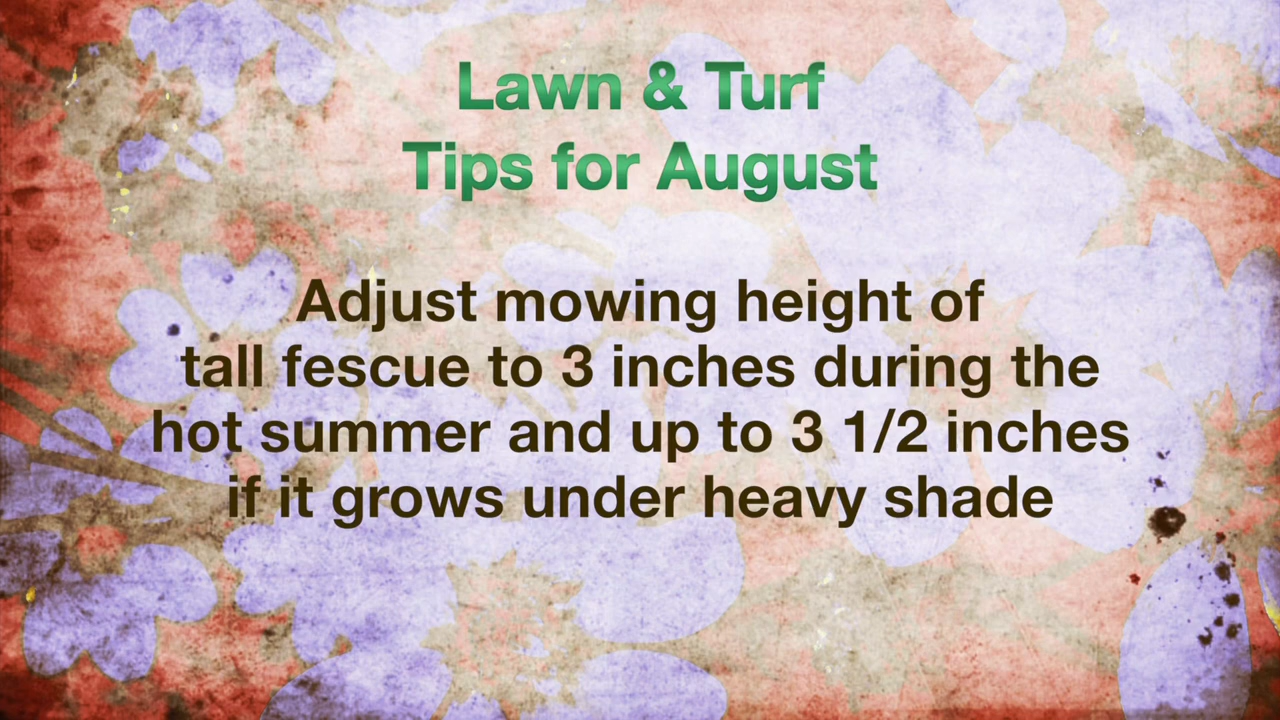 Lawn & Turf
Tips for August
Adjust mowing height of
tall fescue to 3 inches during the
hot summer and up to 3 1/2 inches
if it grows under heavy shade